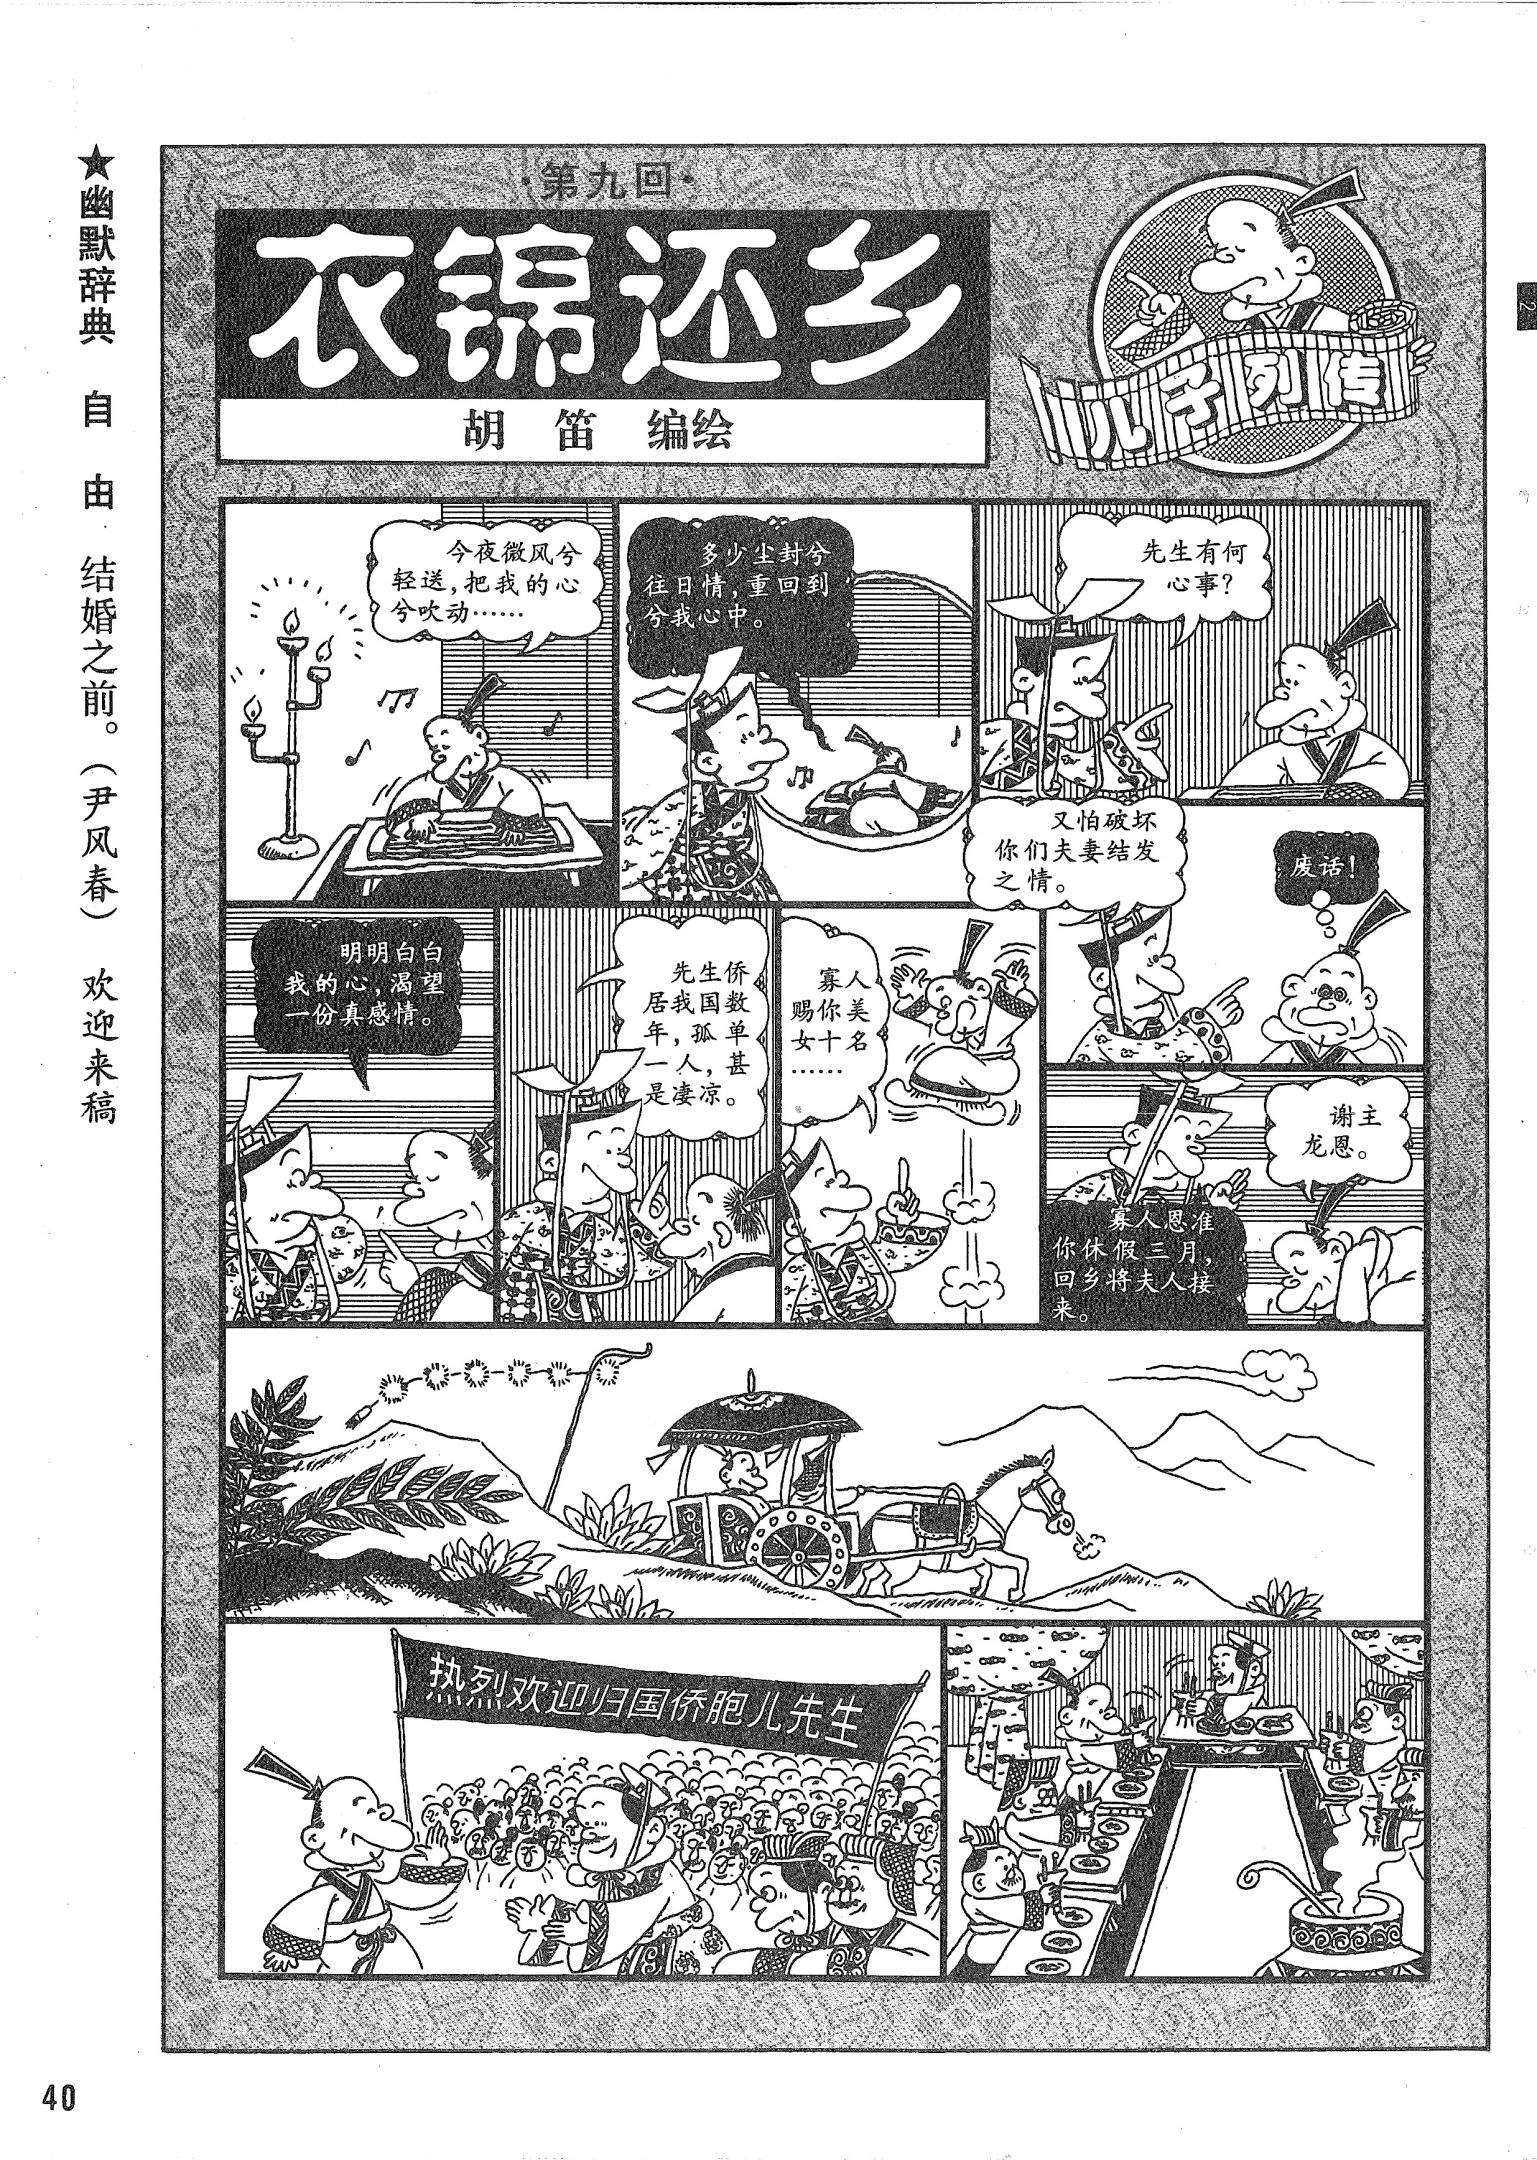 ·第九回·
衣锦还乡
胡笛 编绘
儿子列传
今夜微风兮
轻送,把我的心
兮吹动……
多少尘封兮
往日情,重回到
兮我心中。
先生有何
心事?
明明白白
我的心,渴望
一份真感情。
先生侨
居我国数
年,孤单
一人,甚
是凄凉。
寡人
赐你美
女十名
……
又怕破坏
你们夫妻结发
之情。
废话!
寡人恩准
你休假三月,
回乡将夫人接
来。
谢主
龙恩。
热烈欢迎归国侨胞儿先生
★幽默辞典 自 由 结婚之前。(尹风春) 欢迎来稿
40
2